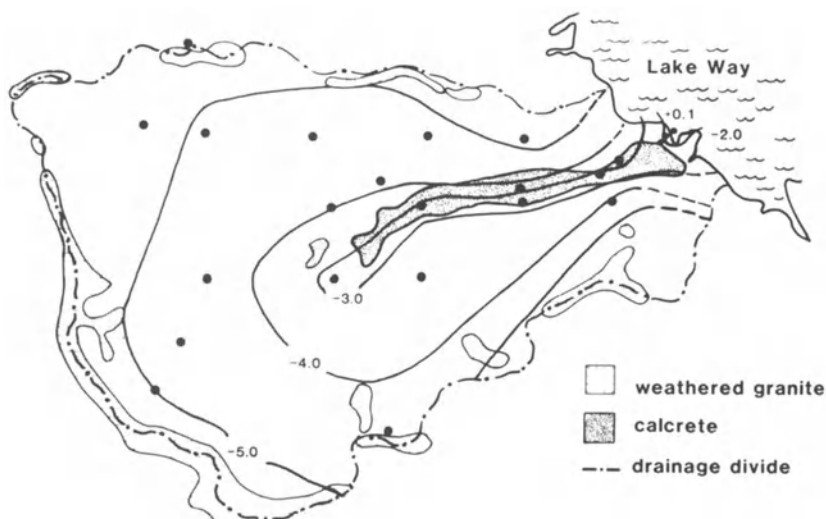 Lake Way
+0.1
-2.0
-3.0
-4.0
-5.0
weathered granite
calcrete
drainage divide